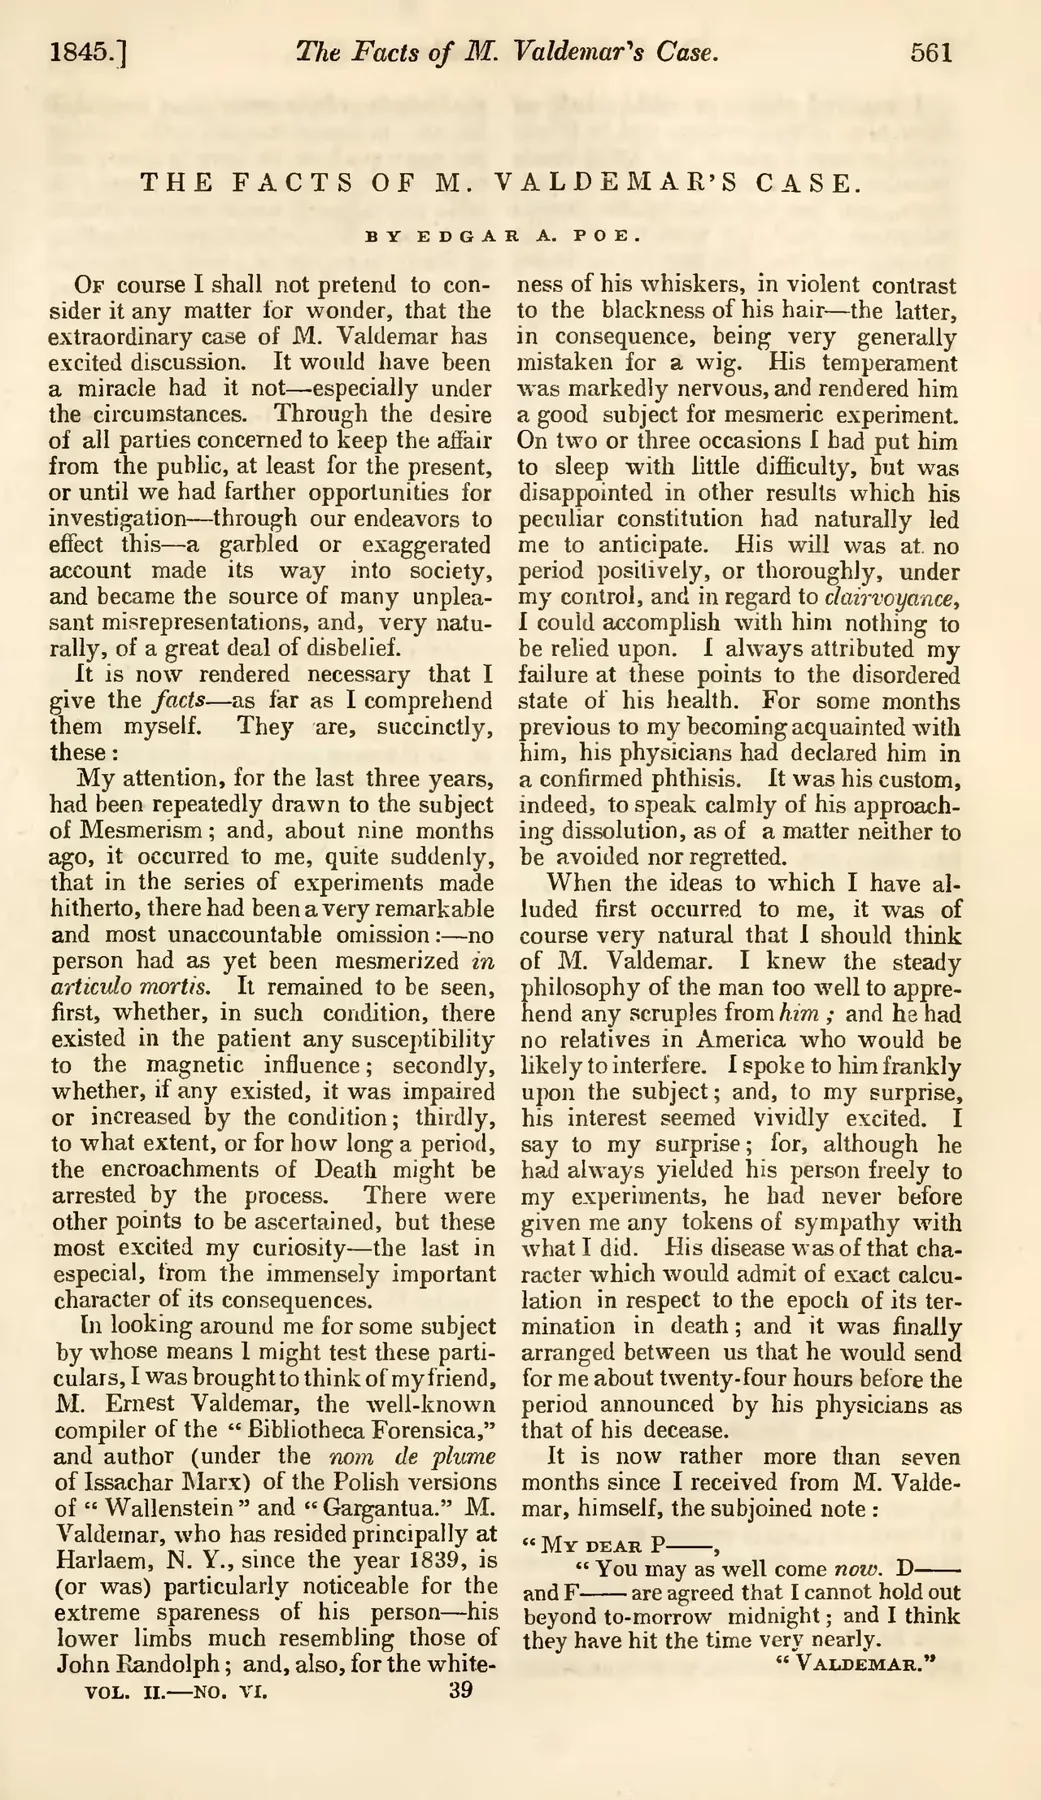 1845.] The Facts of M. Valdemar's Case. 561
THE FACTS OF M. VALDEMAR'S CASE.
BY EDGAR A. POE.
OF course I shall not pretend to con-
sider it any matter for wonder, that the
extraordinary case of M. Valdemar has
excited discussion. It would have been
a miracle had it not—especially under
the circumstances. Through the desire
of all parties concerned to keep the affair
from the public, at least for the present,
or until we had farther opportunities for
investigation—through our endeavors to
effect this—a garbled or exaggerated
account made its way into society,
and became the source of many unplea-
sant misrepresentations, and, very natu-
rally, of a great deal of disbelief.
It is now rendered necessary that I
give the facts—as far as I comprehend
them myself. They are, succinctly,
these :
My attention, for the last three years,
had been repeatedly drawn to the subject
of Mesmerism ; and, about nine months
ago, it occurred to me, quite suddenly,
that in the series of experiments made
hitherto, there had been a very remarkable
and most unaccountable omission :—no
person had as yet been mesmerized in
articulo mortis. It remained to be seen,
first, whether, in such condition, there
existed in the patient any susceptibility
to the magnetic influence ; secondly,
whether, if any existed, it was impaired
or increased by the condition ; thirdly,
to what extent, or for how long a period,
the encroachments of Death might be
arrested by the process. There were
other points to be ascertained, but these
most excited my curiosity—the last in
especial, from the immensely important
character of its consequences.
In looking around me for some subject
by whose means I might test these parti-
culars, I was brought to think of my friend,
M. Ernest Valdemar, the well-known
compiler of the “ Bibliotheca Forensica,”
and author (under the nom de plume
of Issachar Marx) of the Polish versions
of “ Wallenstein ” and “ Gargantua.” M.
Valdemar, who has resided principally at
Harlaem, N. Y., since the year 1839, is
(or was) particularly noticeable for the
extreme spareness of his person—his
lower limbs much resembling those of
John Randolph ; and, also, for the white-
VOL. II.—NO. VI. 39
ness of his whiskers, in violent contrast
to the blackness of his hair—the latter,
in consequence, being very generally
mistaken for a wig. His temperament
was markedly nervous, and rendered him
a good subject for mesmeric experiment.
On two or three occasions I had put him
to sleep with little difficulty, but was
disappointed in other results which his
peculiar constitution had naturally led
me to anticipate. His will was at no
period positively, or thoroughly, under
my control, and in regard to clairvoyance,
I could accomplish with him nothing to
be relied upon. I always attributed my
failure at these points to the disordered
state of his health. For some months
previous to my becoming acquainted with
him, his physicians had declared him in
a confirmed phthisis. It was his custom,
indeed, to speak calmly of his approach-
ing dissolution, as of a matter neither to
be avoided nor regretted.
When the ideas to which I have al-
luded first occurred to me, it was of
course very natural that I should think
of M. Valdemar. I knew the steady
philosophy of the man too well to appre-
hend any scruples from him ; and he had
no relatives in America who would be
likely to interfere. I spoke to him frankly
upon the subject ; and, to my surprise,
his interest seemed vividly excited. I
say to my surprise ; for, although he
had always yielded his person freely to
my experiments, he had never before
given me any tokens of sympathy with
what I did. His disease was of that cha-
racter which would admit of exact calcu-
lation in respect to the epoch of its ter-
mination in death ; and it was finally
arranged between us that he would send
for me about twenty-four hours before the
period announced by his physicians as
that of his decease.
It is now rather more than seven
months since I received from M. Valde-
mar, himself, the subjoined note :
“ MY DEAR P——,
“ You may as well come now. D——
and F—— are agreed that I cannot hold out
beyond to-morrow midnight ; and I think
they have hit the time very nearly.
“ VALDEMAR.”